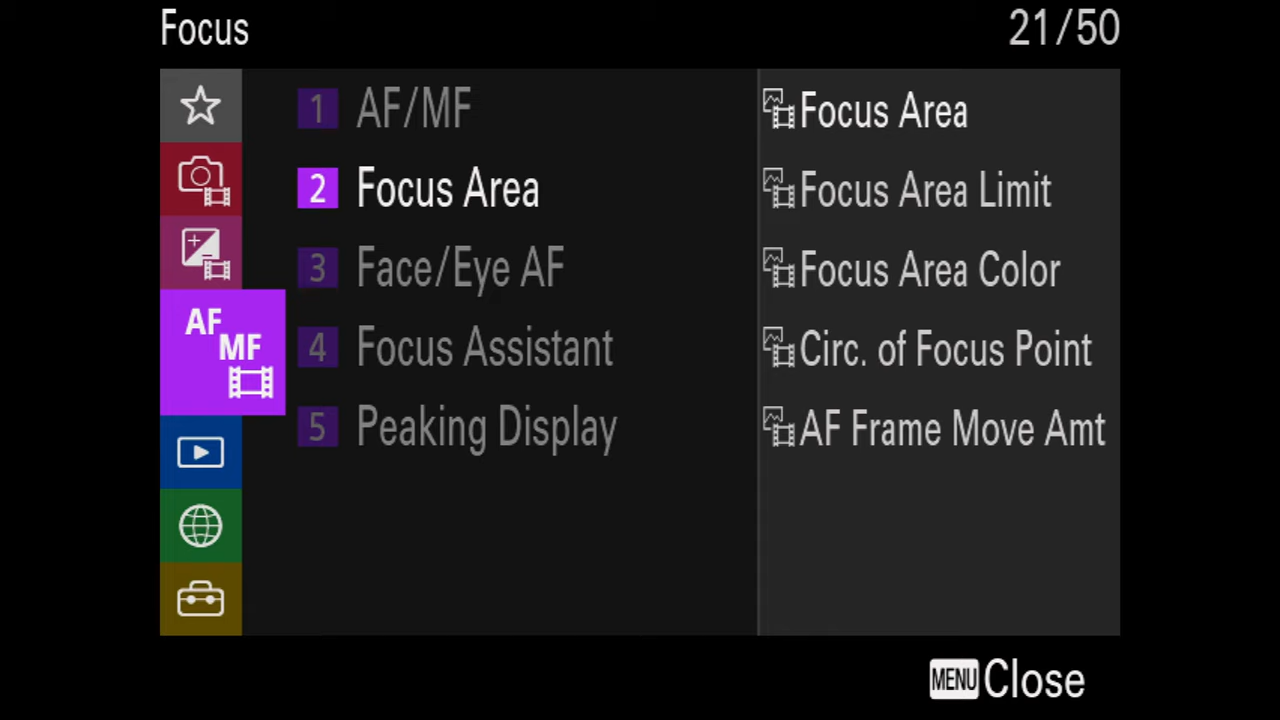 Focus 21/50
1 AF/MF
2 Focus Area
3 Face/Eye AF
4 Focus Assistant
5 Peaking Display
AF
MF
Focus Area
Focus Area Limit
Focus Area Color
Circ. of Focus Point
AF Frame Move Amt
MENU Close